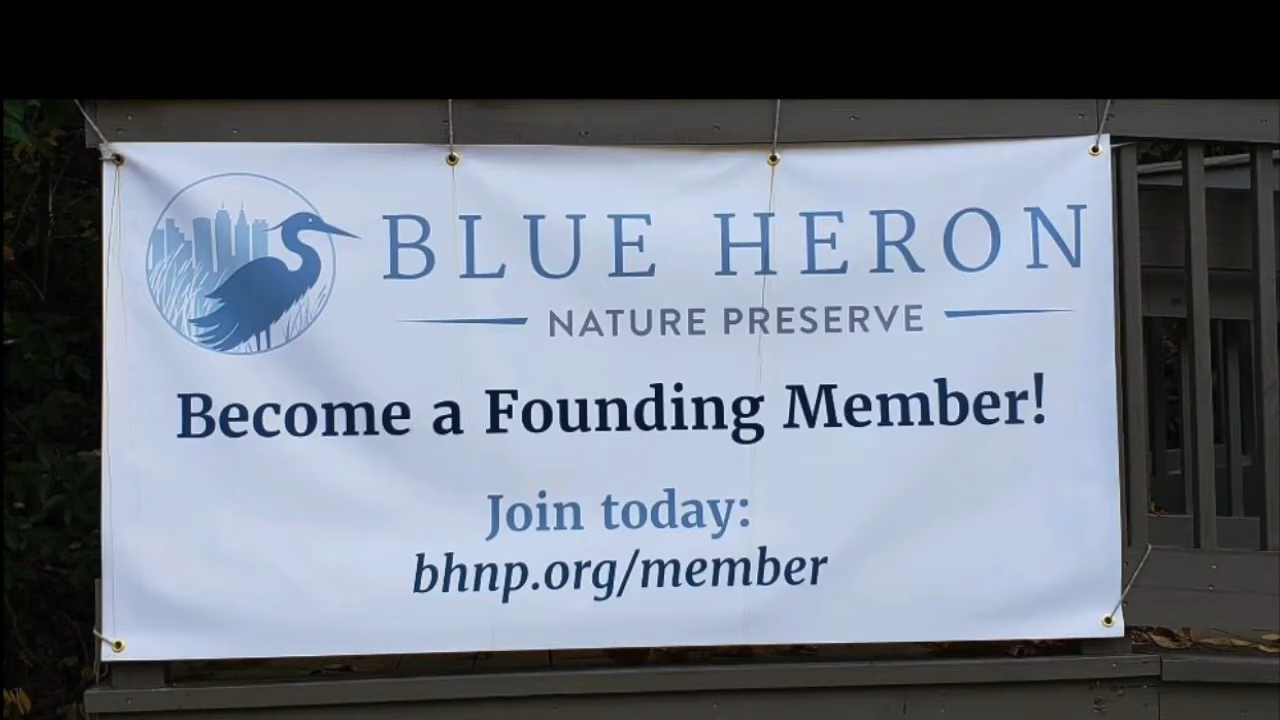 BLUE HERON
NATURE PRESERVE
Become a Founding Member!
Join today:
bhnp.org/member